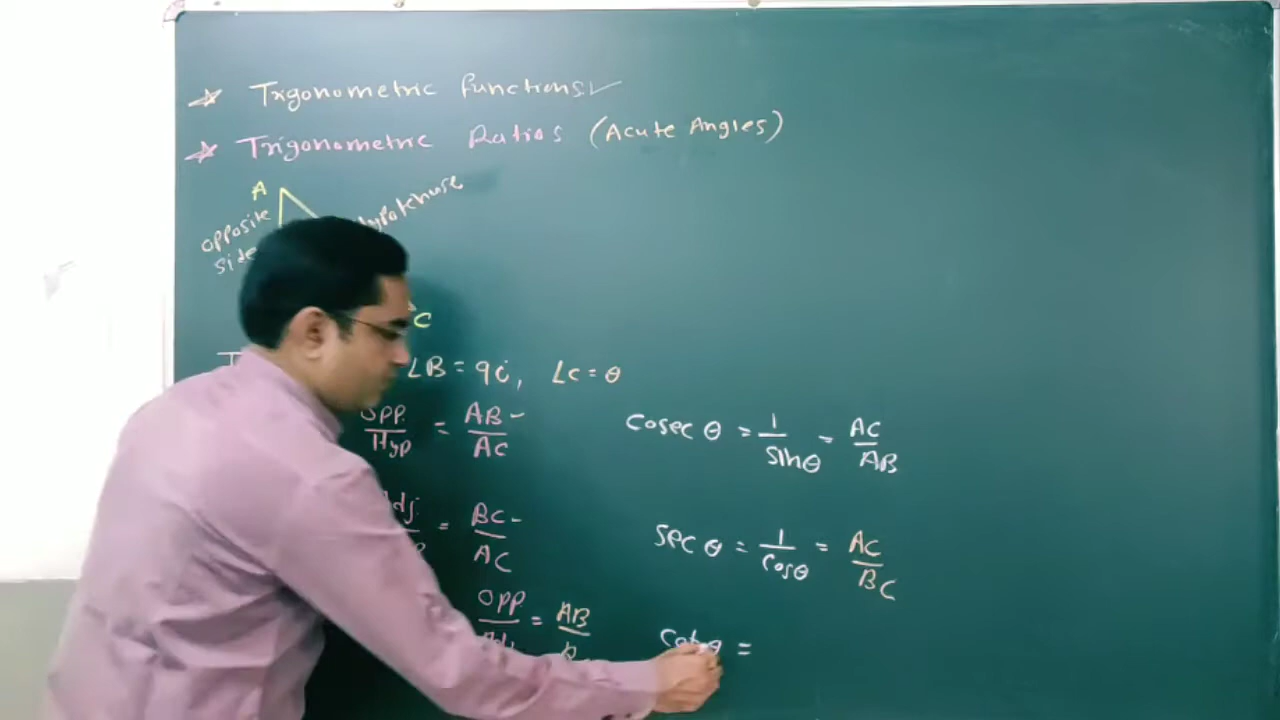 ☆ Trigonometric Functions ✓
☆ Trigonometric Ratios (Acute Angles)
A
opposite side
Hypotenuse
C
∠B = 90, ∠C = θ
opp. / Hyp = AB / AC
Cosec θ = 1 / sinθ = AC / AB
Adj. = BC / AC
Sec θ = 1 / cosθ = AC / BC
opp = AB
Cot θ =